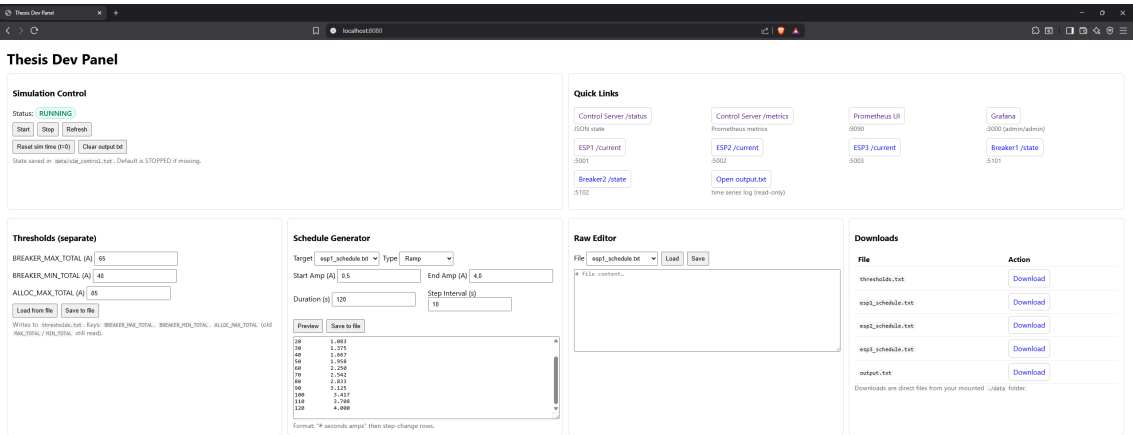 Thesis Dev Panel
localhost:8080
Thesis Dev Panel
Simulation Control
Status: RUNNING
Start Stop Refresh
Reset sim time (t=0) Clear output.txt
State saved in data/sim_control.txt. Default is STOPPED if missing.
Quick Links
Control Server /status
JSON state
Control Server /metrics
Prometheus metrics
Prometheus UI
:9090
Grafana
:3000 (admin/admin)
ESP1 /current
:5001
ESP2 /current
:5002
ESP3 /current
:5003
Breaker1 /state
:5101
Breaker2 /state
:5102
Open output.txt
time series log (read-only)
Thresholds (separate)
BREAKER_MAX_TOTAL (A) 65
BREAKER_MIN_TOTAL (A) 40
ALLOC_MAX_TOTAL (A) 85
Load from file Save to file
Writes to thresholds.txt. Keys: BREAKER_MAX_TOTAL, BREAKER_MIN_TOTAL, ALLOC_MAX_TOTAL (old
MAX_TOTAL / MIN_TOTAL still read).
Schedule Generator
Target esp1_schedule.txt Type Ramp
Start Amp (A) 0,5 End Amp (A) 4,0
Duration (s) 120 Step Interval (s) 10
Preview Save to file
20 1.083
30 1.375
40 1.667
50 1.958
60 2.250
70 2.542
80 2.833
90 3.125
100 3.417
110 3.708
120 4.000
Format: "# seconds amps" then step-change rows.
Raw Editor
File esp1_schedule.txt Load Save
# file content…
Downloads
File Action
thresholds.txt Download
esp1_schedule.txt Download
esp2_schedule.txt Download
esp3_schedule.txt Download
output.txt Download
Downloads are direct files from your mounted ./data folder.